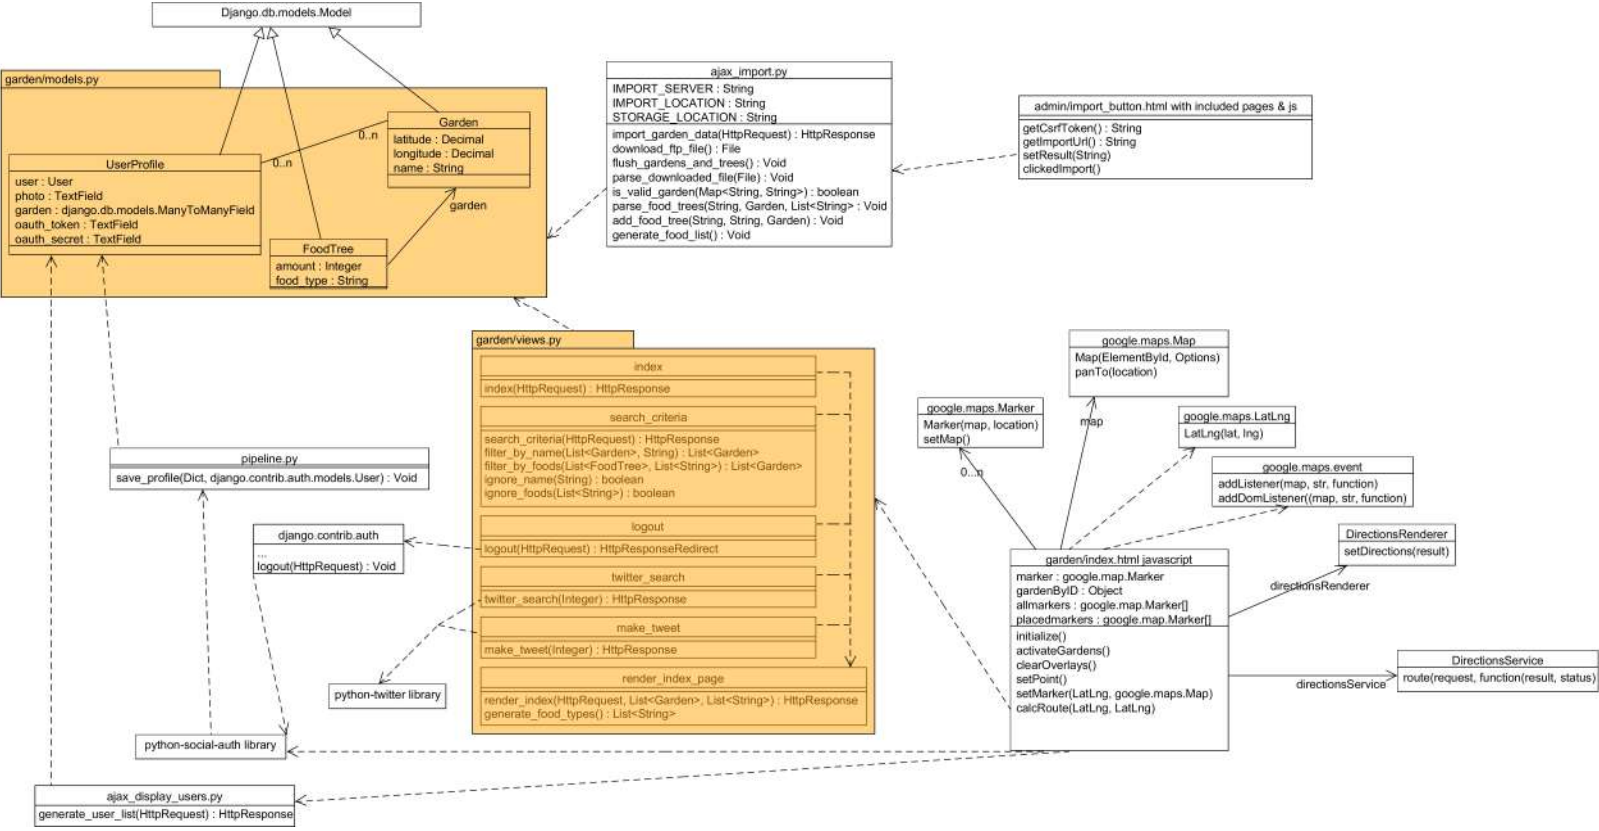 Django.db.models.Model
garden/models.py
Garden
latitude : Decimal
longitude : Decimal
name : String
0..n
0..n
UserProfile
user : User
photo : TextField
garden : django.db.models.ManyToManyField
oauth_token : TextField
oauth_secret : TextField
garden
FoodTree
amount : Integer
food_type : String
ajax_import.py
IMPORT_SERVER : String
IMPORT_LOCATION : String
STORAGE_LOCATION : String
import_garden_data(HttpRequest) : HttpResponse
download_ftp_file() : File
flush_gardens_and_trees() : Void
parse_downloaded_file(File) : Void
is_valid_garden(Map<String, String>) : boolean
parse_food_trees(String, Garden, List<String> : Void
add_food_tree(String, String, Garden) : Void
generate_food_list() : Void
admin/import_button.html with included pages & js
getCsrfToken() : String
getImportUrl() : String
setResult(String)
clickedImport()
garden/views.py
index
index(HttpRequest) : HttpResponse
search_criteria
search_criteria(HttpRequest) : HttpResponse
filter_by_name(List<Garden>, String) : List<Garden>
filter_by_foods(List<FoodTree>, List<String>) : List<Garden>
ignore_name(String) : boolean
ignore_foods(List<String>) : boolean
logout
logout(HttpRequest) : HttpResponseRedirect
twitter_search
twitter_search(Integer) : HttpResponse
make_tweet
make_tweet(Integer) : HttpResponse
render_index_page
render_index(HttpRequest, List<Garden>, List<String>) : HttpResponse
generate_food_types() : List<String>
pipeline.py
save_profile(Dict, django.contrib.auth.models.User) : Void
django.contrib.auth
...
logout(HttpRequest) : Void
python-twitter library
python-social-auth library
ajax_display_users.py
generate_user_list(HttpRequest) : HttpResponse
google.maps.Map
Map(ElementById, Options)
panTo(location)
google.maps.Marker
Marker(map, location)
setMap()
map
0...n
google.maps.LatLng
LatLng(lat, lng)
google.maps.event
addListener(map, str, function)
addDomListener((map, str, function)
DirectionsRenderer
setDirections(result)
garden/index.html javascript
marker : google.map.Marker
gardenByID : Object
allmarkers : google.map.Marker[]
placedmarkers : google.map.Marker[]
initialize()
activateGardens()
clearOverlays()
setPoint()
setMarker(LatLng, google.maps.Map)
calcRoute(LatLng, LatLng)
directionsRenderer
directionsService
DirectionsService
route(request, function(result, status)